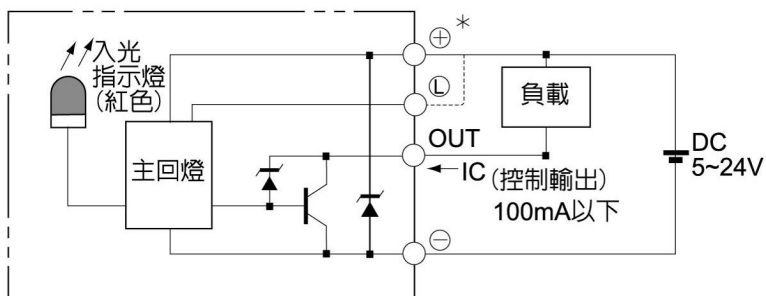 入光
指示燈
(紅色)
主回燈
⊕*
Ⓛ
OUT
IC (控制輸出)
100mA以下
⊖
負載
DC
5~24V